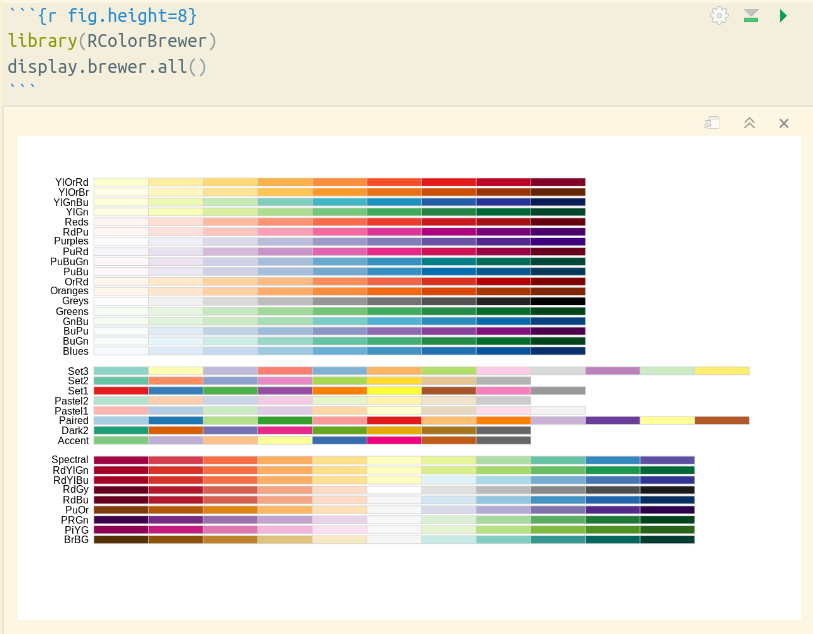 ```{r fig.height=8}
library(RColorBrewer)
display.brewer.all()
```
YlOrRd
YlOrBr
YlGnBu
YlGn
Reds
RdPu
Purples
PuRd
PuBuGn
PuBu
OrRd
Oranges
Greys
Greens
GnBu
BuPu
BuGn
Blues
Set3
Set2
Set1
Pastel2
Pastel1
Paired
Dark2
Accent
Spectral
RdYlGn
RdYlBu
RdGy
RdBu
PuOr
PRGn
PiYG
BrBG